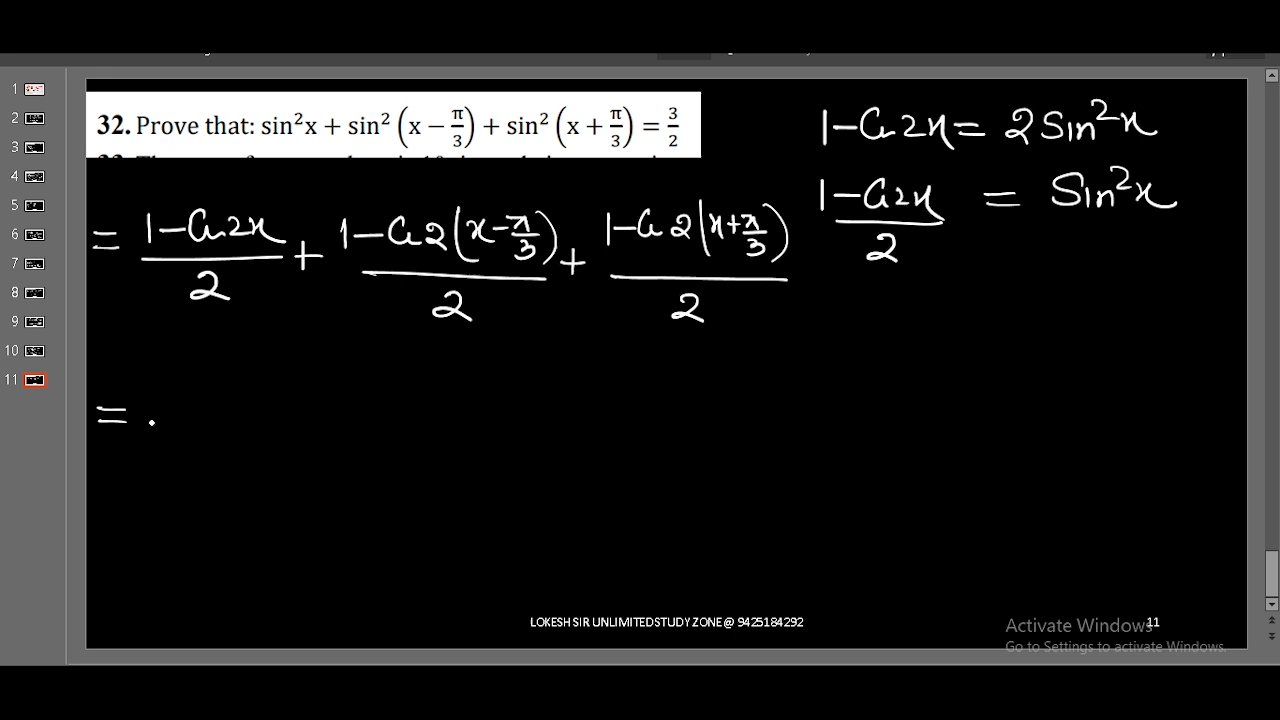 1
2
3
4
5
6
7
8
9
10
11
32. Prove that: sin²x + sin² (x − π/3) + sin² (x + π/3) = 3/2
1-Cos2x = 2Sin²x
(1-Cos2x)/2 = Sin²x
= (1-Cos2x)/2 + (1-Cos2(x-π/3))/2 + (1-Cos2(x+π/3))/2
= .
LOKESH SIR UNLIMITED STUDY ZONE @ 9425184292
11
Activate Windows
Go to Settings to activate Windows.